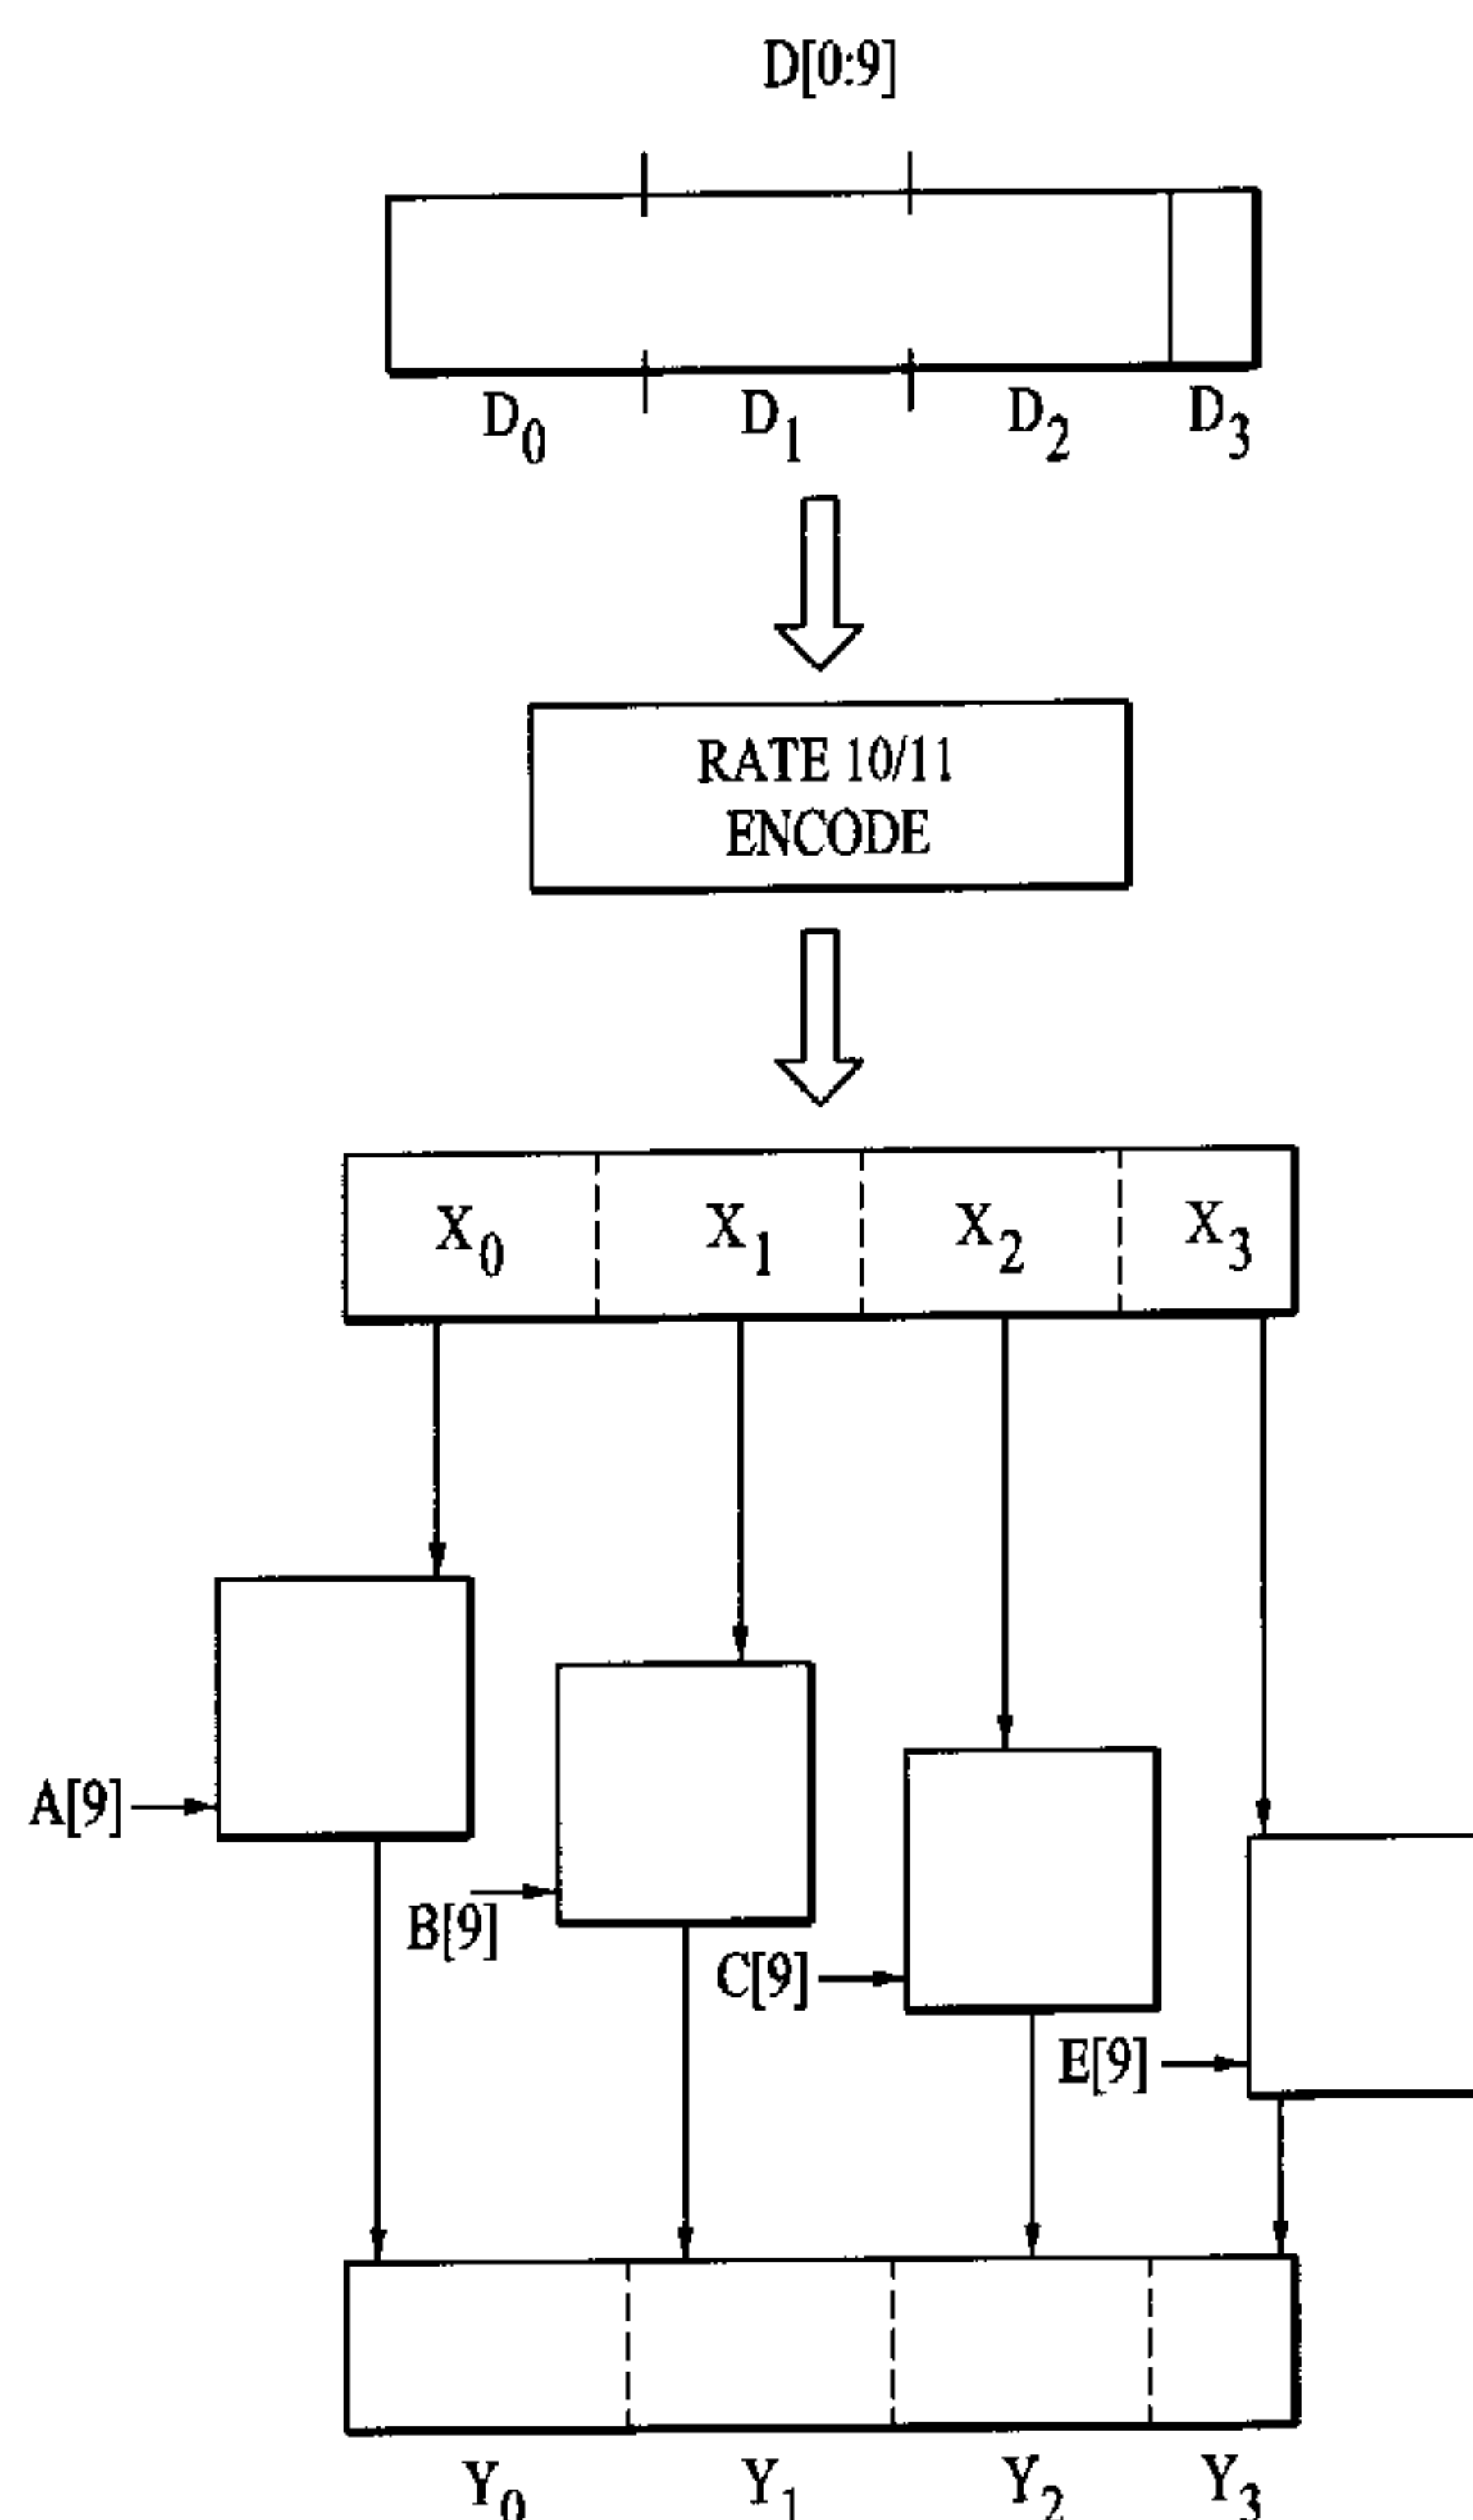 D[0:9]
D0 D1 D2 D3
RATE 10/11
ENCODE
X0 X1 X2 X3
A[9]
B[9]
C[9]
E[9]
Y0 Y1 Y2 Y3